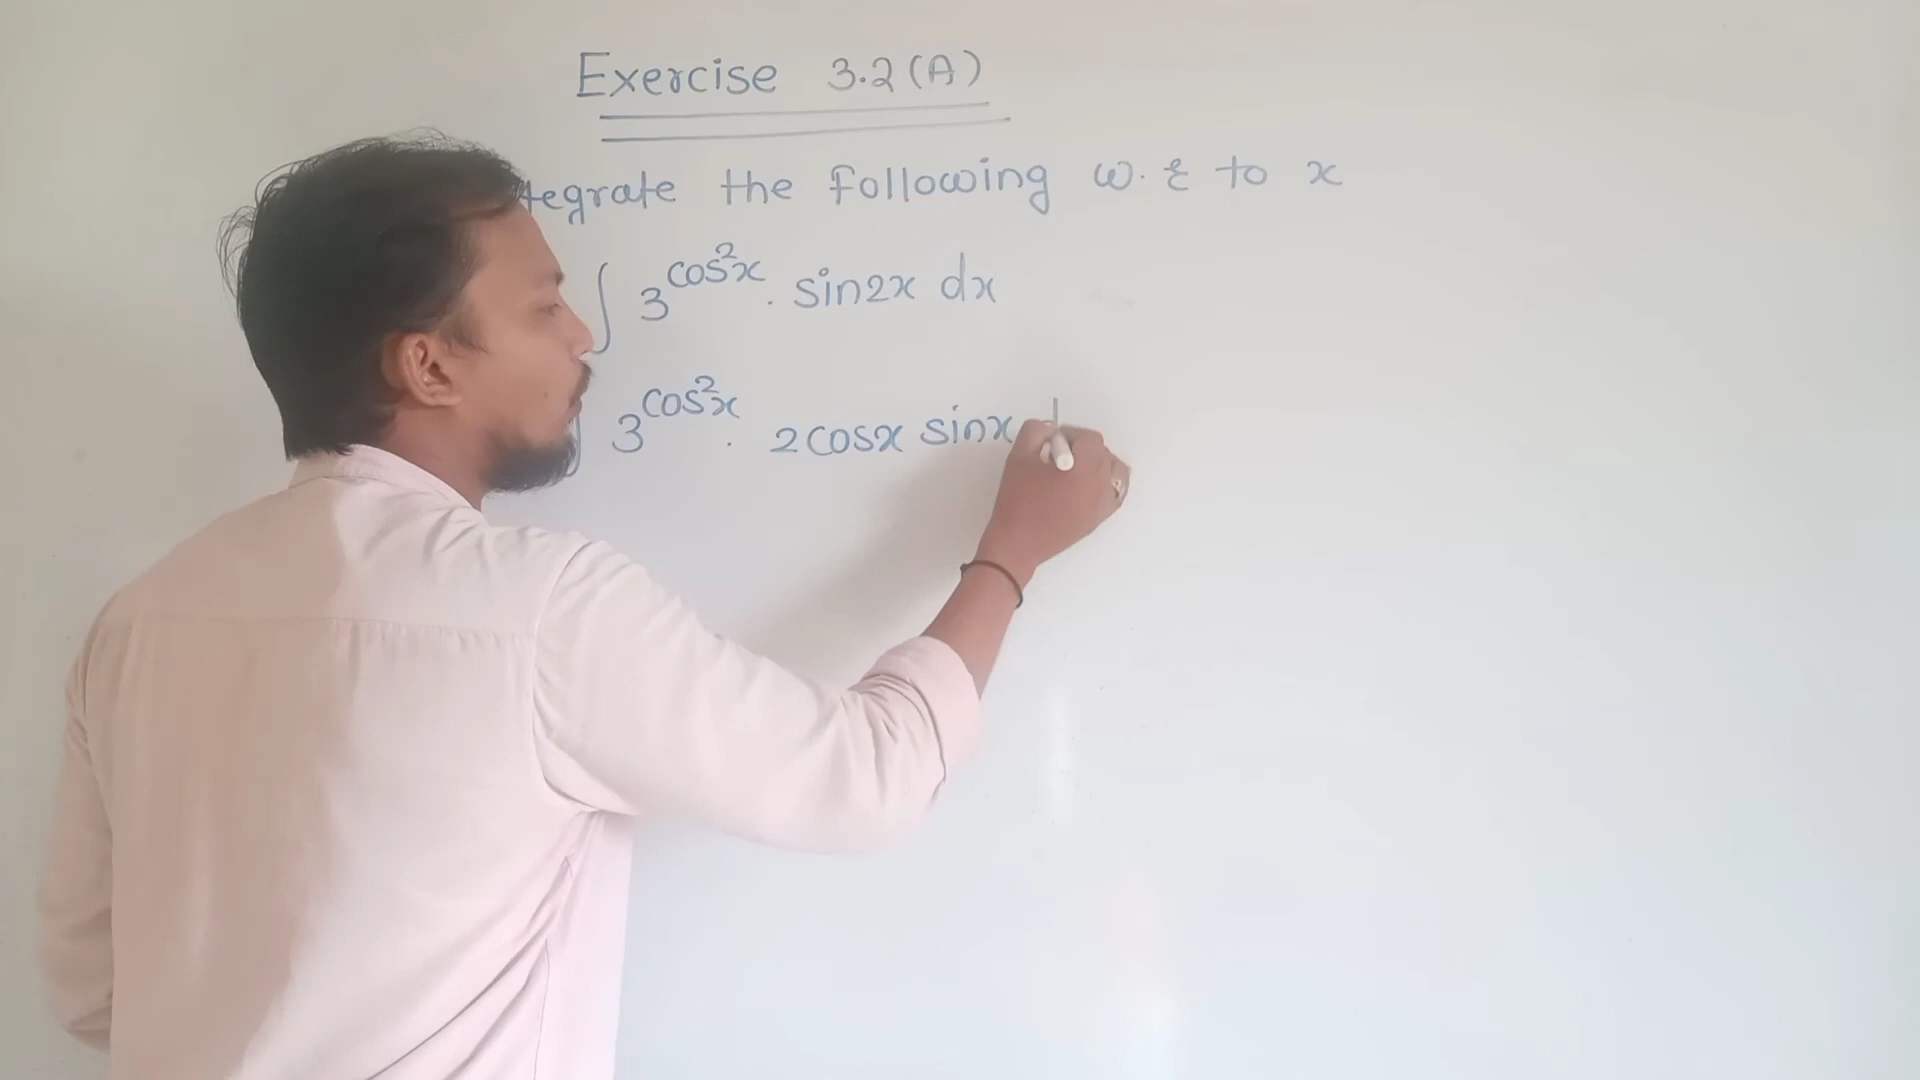 Exercise 3.2(A)
tegrate the following w. r to x
∫ 3^cos²x . sin2x dx
∫ 3^cos²x . 2cosx sinx